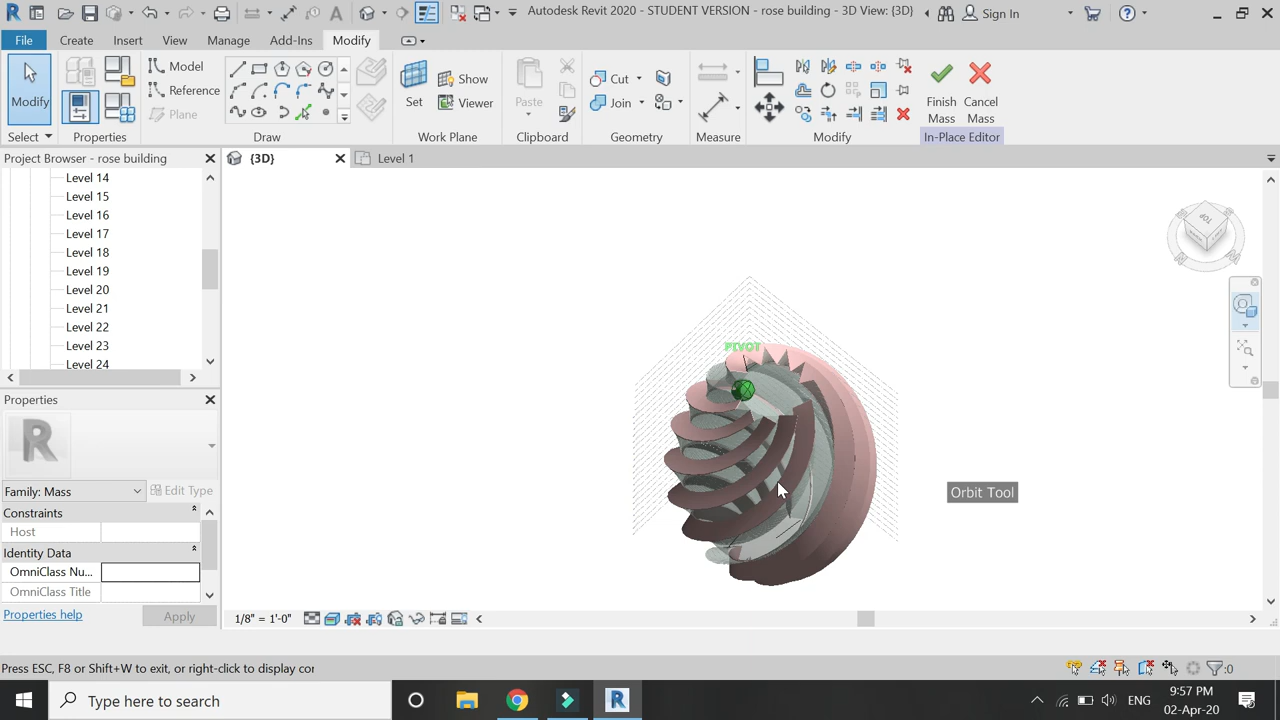 Autodesk Revit 2020 - STUDENT VERSION - rose building - 3D View: {3D}
Sign In
File Create Insert View Manage Add-Ins Modify
Model
Reference
Plane
Set
Show
Viewer
Paste
Cut
Join
Finish Mass
Cancel Mass
Modify
Select Properties Draw Work Plane Clipboard Geometry Measure Modify In-Place Editor
Project Browser - rose building
{3D}
Level 1
Level 14
Level 15
Level 16
Level 17
Level 18
Level 19
Level 20
Level 21
Level 22
Level 23
Level 24
TOP
PIVOT
Orbit Tool
Properties
R
Family: Mass
Edit Type
Constraints
Host
Identity Data
OmniClass Nu...
OmniClass Title
Properties help
Apply
1/8" = 1'-0"
Press ESC, F8 or Shift+W to exit, or right-click to display cor
:0
Type here to search
ENG
9:57 PM
02-Apr-20